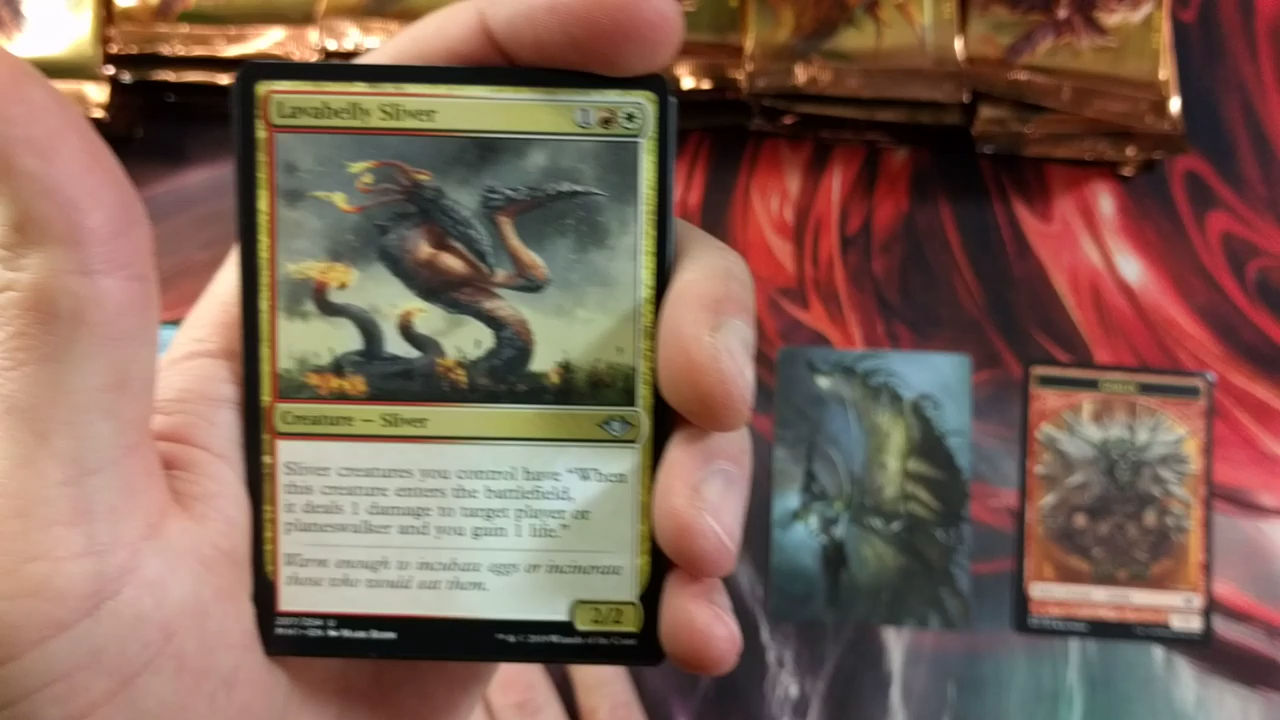 Lavabelly Sliver
1
Creature — Sliver
Sliver creatures you control have "When
this creature enters the battlefield,
it deals 1 damage to target player or
planeswalker and you gain 1 life."
Warm enough to incubate eggs or incinerate
those who would eat them.
2/2